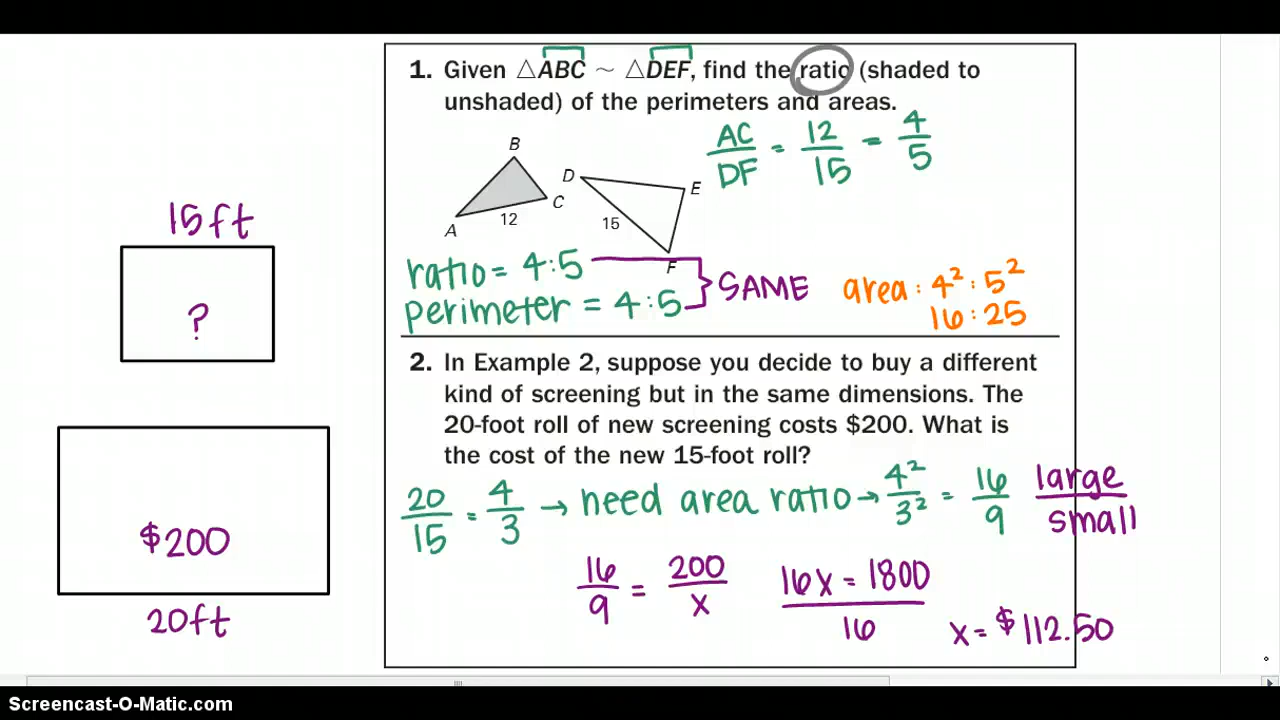 1. Given △ABC ~ △DEF, find the ratio (shaded to
unshaded) of the perimeters and areas.
AC/DF = 12/15 = 4/5
B
D
E
C
A
12
15
F
15ft
?
ratio = 4:5
perimeter = 4:5
SAME
area: 4²:5²
16:25
2. In Example 2, suppose you decide to buy a different
kind of screening but in the same dimensions. The
20-foot roll of new screening costs $200. What is
the cost of the new 15-foot roll?
20/15 = 4/3 → need area ratio → 4²/3² = 16/9 large/small
$200
20ft
16/9 = 200/x
16x = 1800
16
x = $112.50
Screencast-O-Matic.com